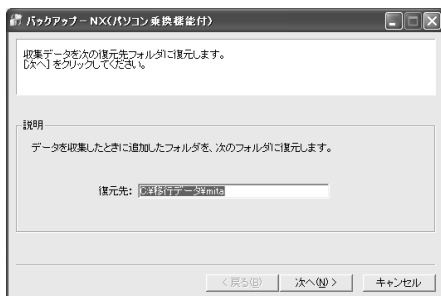 バックアップ－NX(パソコン乗換機能付)
収集データを次の復元先フォルダに復元します。
[次へ]をクリックしてください。
説明
データを収集したときに追加したフォルダを、次のフォルダに復元します。
復元先: C:¥移行データ¥mita
< 戻る(B) 次へ(N) > キャンセル